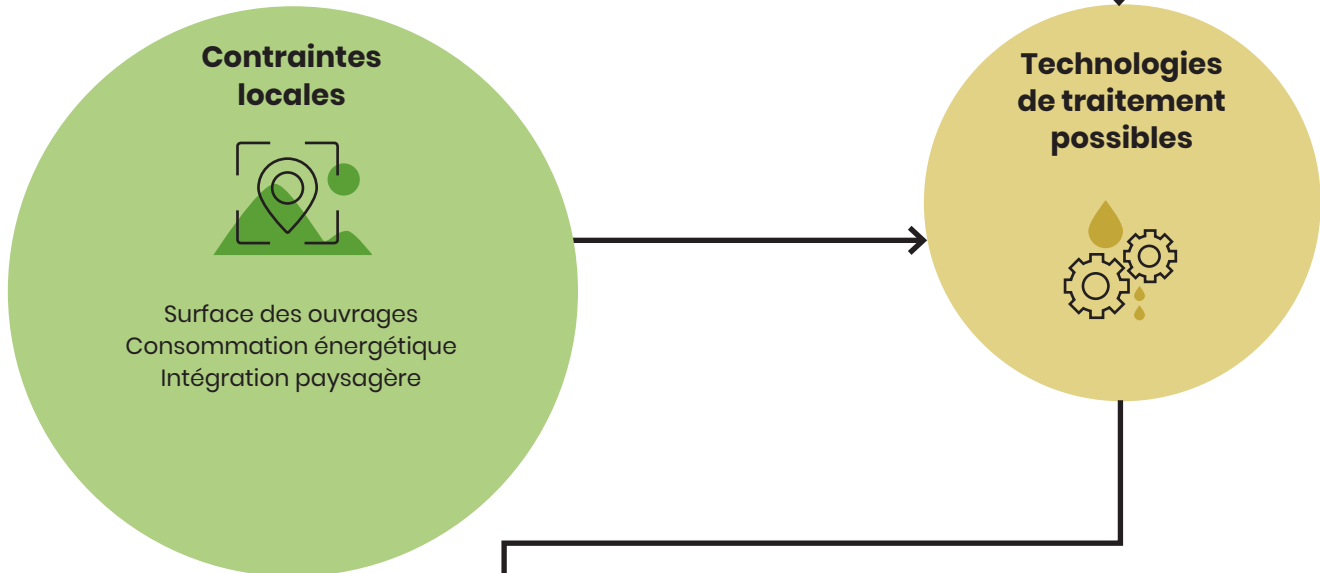 Contraintes
locales
Surface des ouvrages
Consommation énergétique
Intégration paysagère
Technologies
de traitement
possibles